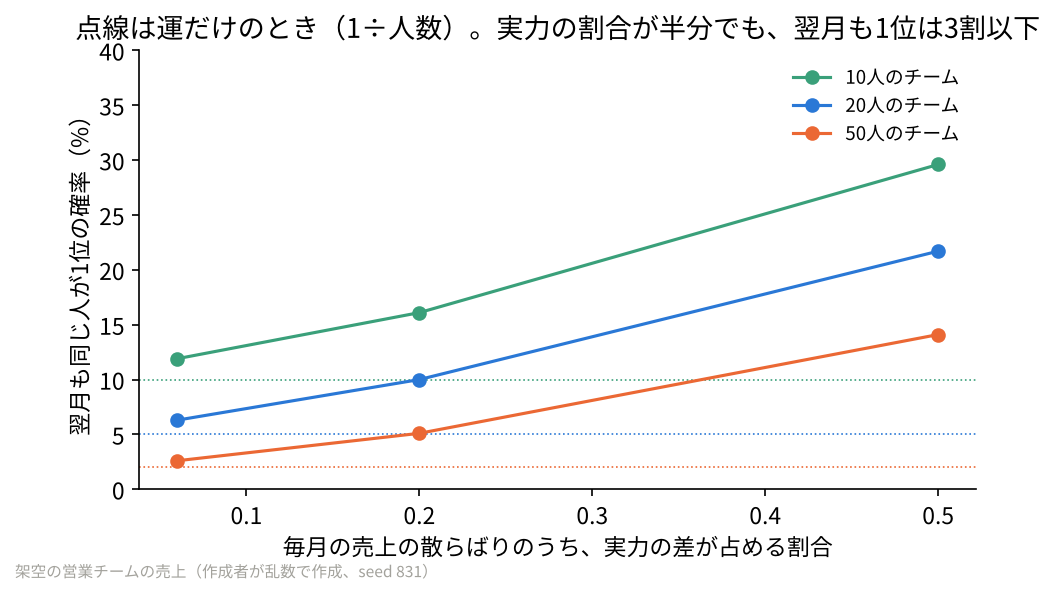 点線は運だけのとき（1÷人数）。実力の割合が半分でも、翌月も1位は3割以下
翌月も同じ人が1位の確率（%）
40
35
30
25
20
15
10
5
0
10人のチーム
20人のチーム
50人のチーム
0.1
0.2
0.3
0.4
0.5
毎月の売上の散らばりのうち、実力の差が占める割合
架空の営業チームの売上（作成者が乱数で作成、seed 831）